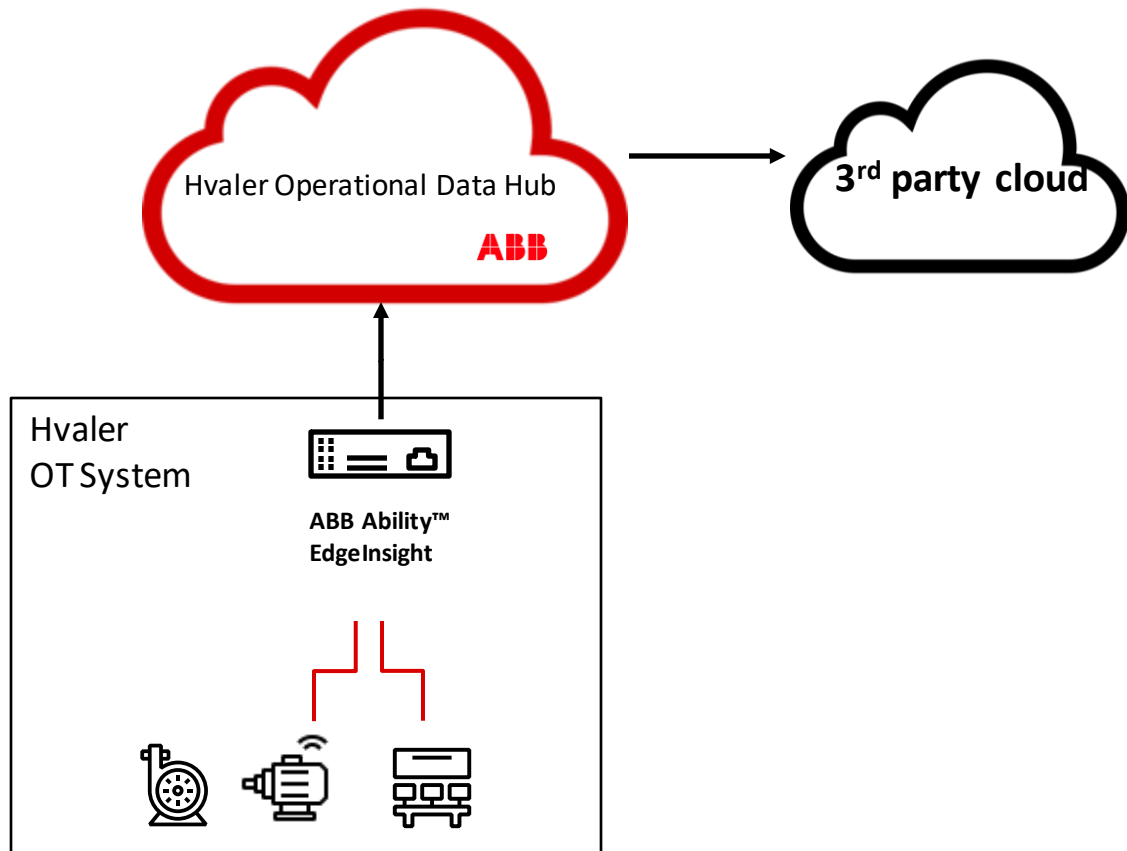 Hvaler Operational Data Hub
ABB
3rd party cloud
Hvaler
OT System
ABB Ability™
EdgeInsight